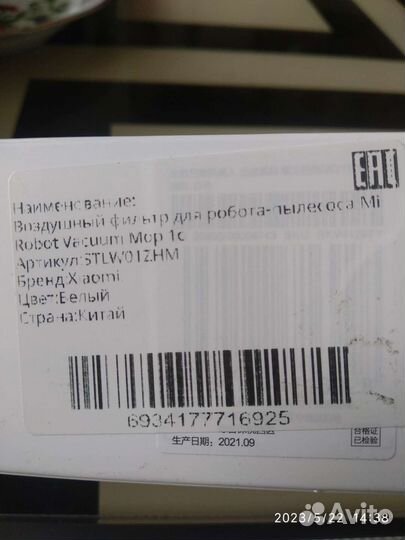 EAC
Наименование:
Воздушный фильтр для робота-пылесоса Mi
Robot Vacuum Mop 1c
Артикул:STLW01ZHM
Бренд:Xiaomi
Цвет:Белый
Страна:Китай
6934177716925
生产日期: 2021.09
合格证
已检验
2023/5/22 14:38
Avito